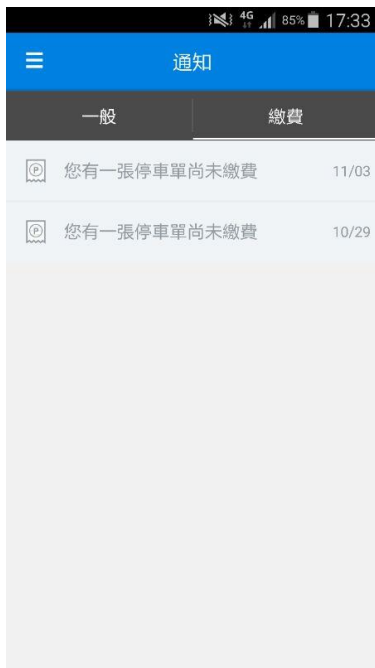 4G 85% 17:33
通知
一般 繳費
您有一張停車單尚未繳費 11/03
您有一張停車單尚未繳費 10/29